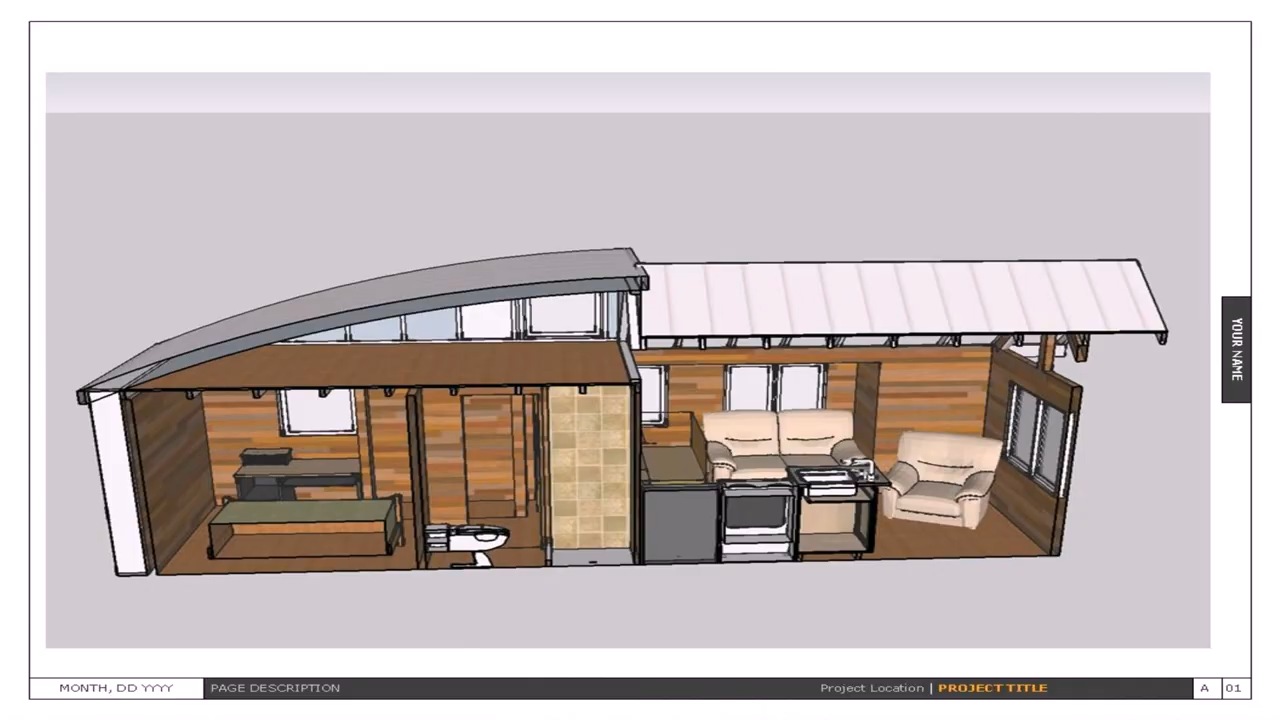 YOUR NAME
MONTH, DD YYYY
PAGE DESCRIPTION
Project Location | PROJECT TITLE
A 01